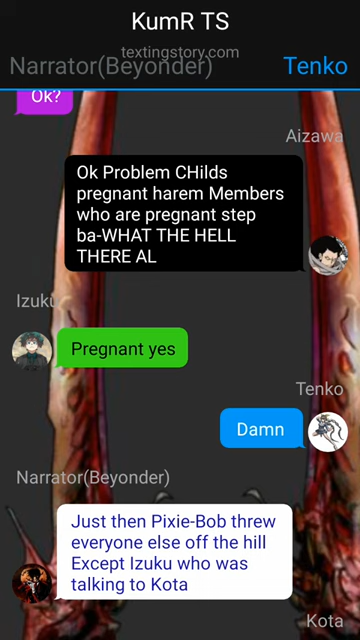 KumR TS
textingstory.com
Narrator(Beyonder)
Tenko
Ok?
Aizawa
Ok Problem CHilds
pregnant harem Members
who are pregnant step
ba-WHAT THE HELL
THERE AL
Izuku
Pregnant yes
Tenko
Damn
Narrator(Beyonder)
Just then Pixie-Bob threw
everyone else off the hill
Except Izuku who was
talking to Kota
Kota